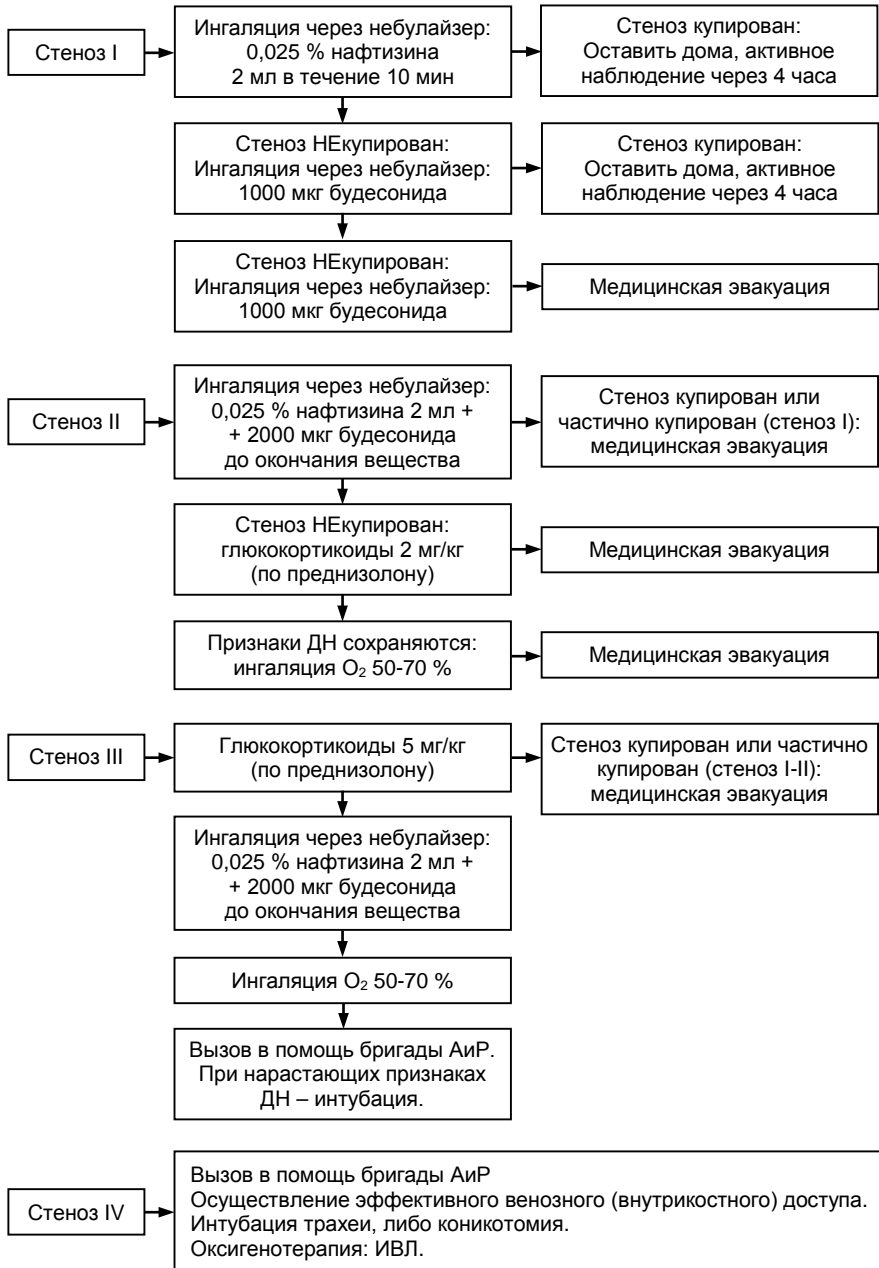 Стеноз I
Ингаляция через небулайзер:
0,025 % нафтизина
2 мл в течение 10 мин
Стеноз купирован:
Оставить дома, активное
наблюдение через 4 часа
Стеноз НЕкупирован:
Ингаляция через небулайзер:
1000 мкг будесонида
Стеноз купирован:
Оставить дома, активное
наблюдение через 4 часа
Стеноз НЕкупирован:
Ингаляция через небулайзер:
1000 мкг будесонида
Медицинская эвакуация
Стеноз II
Ингаляция через небулайзер:
0,025 % нафтизина 2 мл +
+ 2000 мкг будесонида
до окончания вещества
Стеноз купирован или
частично купирован (стеноз I):
медицинская эвакуация
Стеноз НЕкупирован:
глюкокортикоиды 2 мг/кг
(по преднизолону)
Медицинская эвакуация
Признаки ДН сохраняются:
ингаляция O₂ 50-70 %
Медицинская эвакуация
Стеноз III
Глюкокортикоиды 5 мг/кг
(по преднизолону)
Стеноз купирован или частично
купирован (стеноз I-II):
медицинская эвакуация
Ингаляция через небулайзер:
0,025 % нафтизина 2 мл +
+ 2000 мкг будесонида
до окончания вещества
Ингаляция O₂ 50-70 %
Вызов в помощь бригады АиР.
При нарастающих признаках
ДН – интубация.
Стеноз IV
Вызов в помощь бригады АиР
Осуществление эффективного венозного (внутрикостного) доступа.
Интубация трахеи, либо коникотомия.
Оксигенотерапия: ИВЛ.